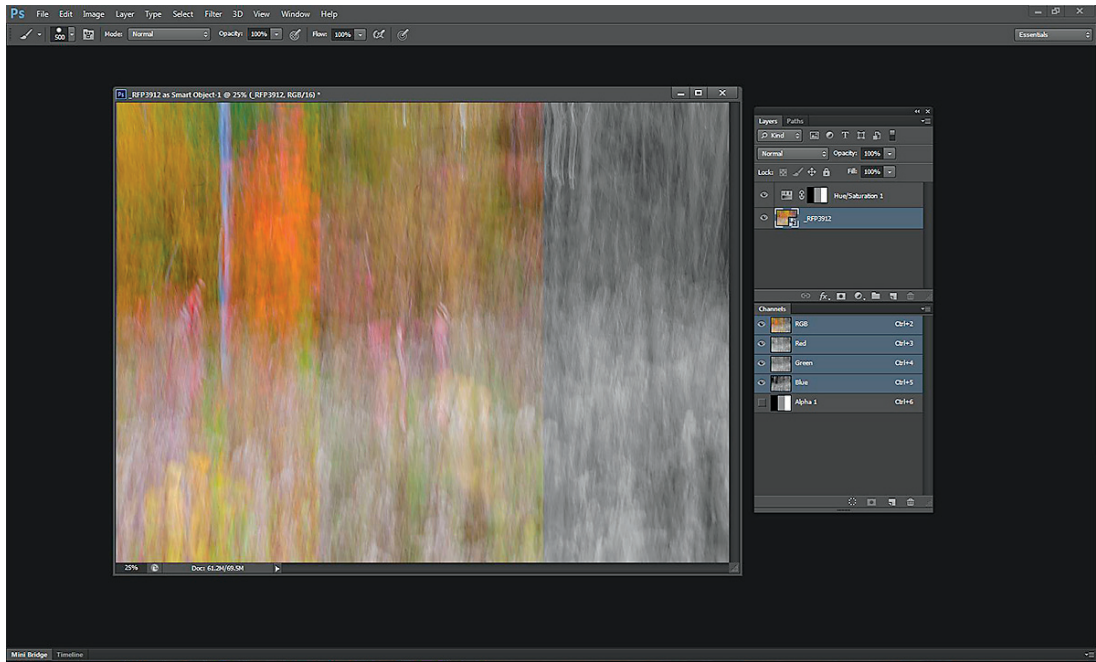 Ps File Edit Image Layer Type Select Filter 3D View Window Help
500 Mode: Normal Opacity: 100% Flow: 100% Essentials
Ps _RFP3912 as Smart Object-1 @ 25% (_RFP3912, RGB/16) *
Layers Paths
Kind T
Normal Opacity: 100%
Lock: Fill: 100%
Hue/Saturation 1
_RFP3912
fx
Channels
RGB Ctrl+2
Red Ctrl+3
Green Ctrl+4
Blue Ctrl+5
Alpha 1 Ctrl+6
25% Doc: 61.2M/69.5M
Mini Bridge Timeline